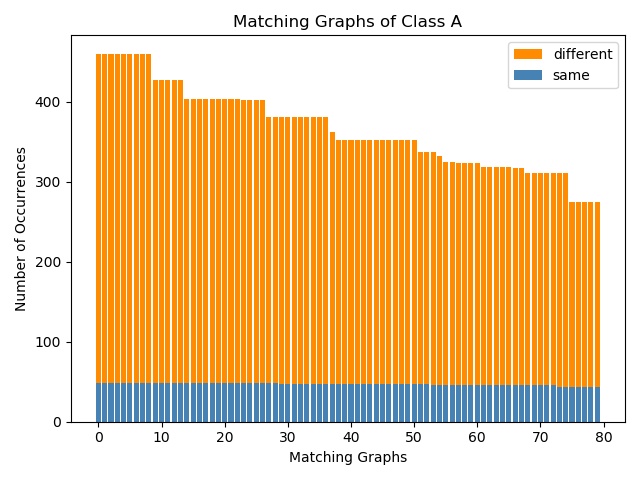 Matching Graphs of Class A
different
same
Number of Occurrences
400
300
200
100
0
0 10 20 30 40 50 60 70 80
Matching Graphs